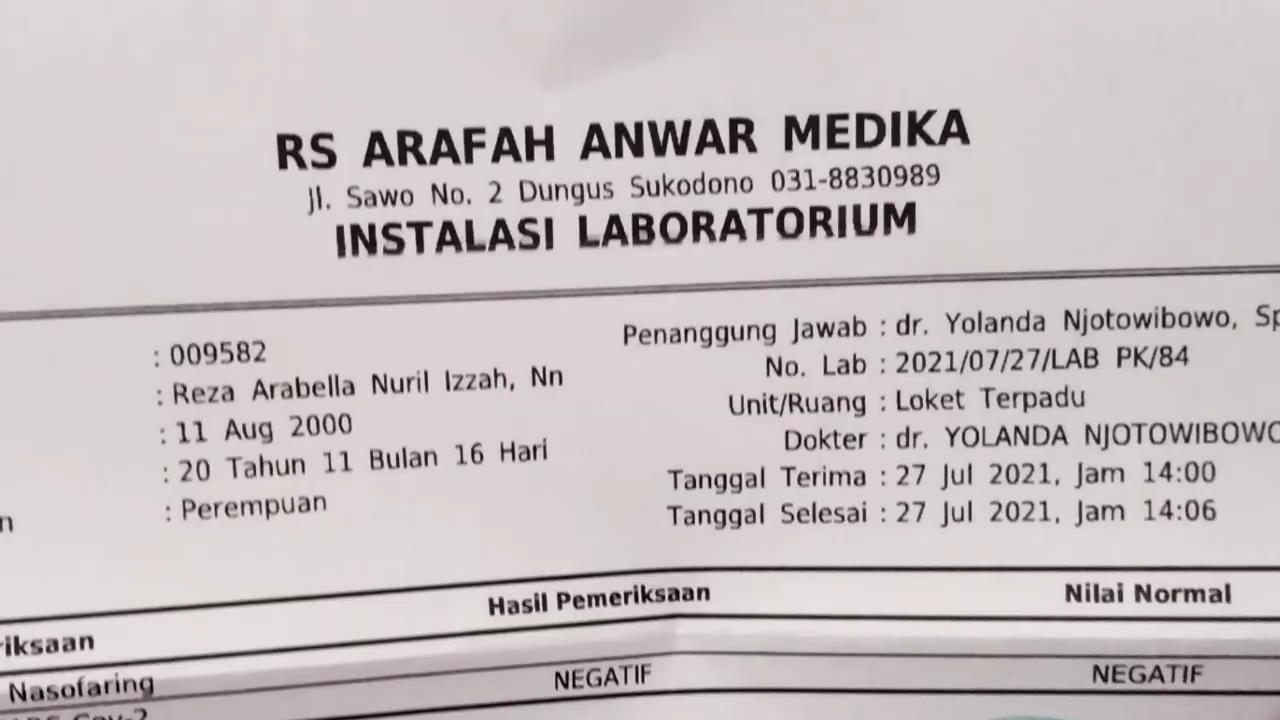 RS ARAFAH ANWAR MEDIKA
Jl. Sawo No. 2 Dungus Sukodono 031-8830989
INSTALASI LABORATORIUM
: 009582
: Reza Arabella Nuril Izzah, Nn
: 11 Aug 2000
: 20 Tahun 11 Bulan 16 Hari
n : Perempuan
Penanggung Jawab : dr. Yolanda Njotowibowo, Sp
No. Lab : 2021/07/27/LAB PK/84
Unit/Ruang : Loket Terpadu
Dokter : dr. YOLANDA NJOTOWIBOWO
Tanggal Terima : 27 Jul 2021, Jam 14:00
Tanggal Selesai : 27 Jul 2021, Jam 14:06
riksaan Hasil Pemeriksaan Nilai Normal
Nasofaring NEGATIF NEGATIF
Cov-2